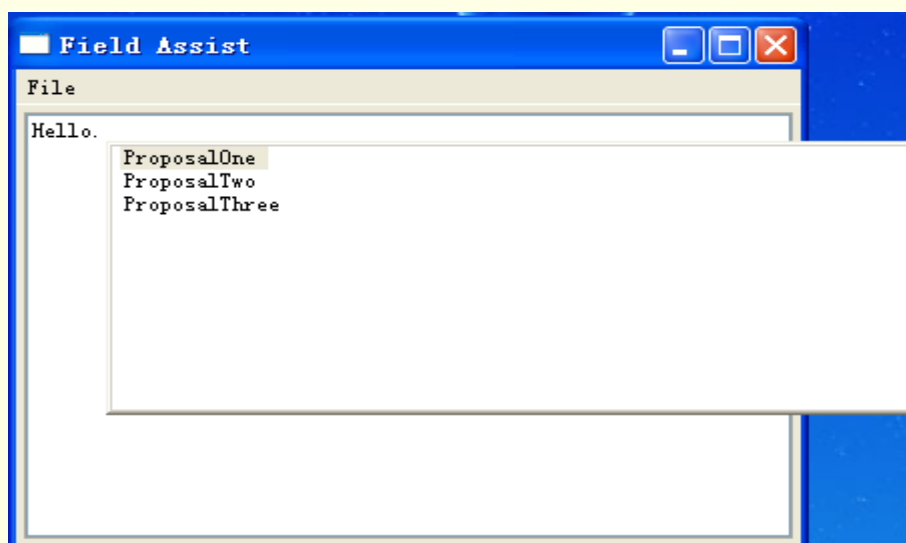 Field Assist
File
Hello.
ProposalOne
ProposalTwo
ProposalThree